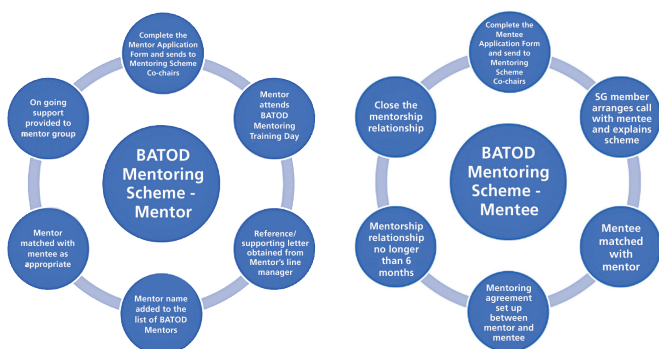 Complete the
Mentor Application
Form and sends to
Mentoring Scheme
Co-chairs
Mentor
attends
BATOD
Mentoring
Training Day
Reference/
supporting letter
obtained from
Mentor's line
manager
Mentor name
added to the
list of BATOD
Mentors
Mentor
matched with
mentee as
appropriate
On going
support
provided to
mentor group
BATOD
Mentoring
Scheme -
Mentor
Complete the
Mentee
Application Form
and send to
Mentoring
Scheme
Co-chairs
SG member
arranges call
with mentee
and explains
scheme
Mentee
matched
with
mentor
Mentoring
agreement
set up
between
mentor and
mentee
Mentorship
relationship
no longer
than 6
months
Close the
mentorship
relationship
BATOD
Mentoring
Scheme -
Mentee